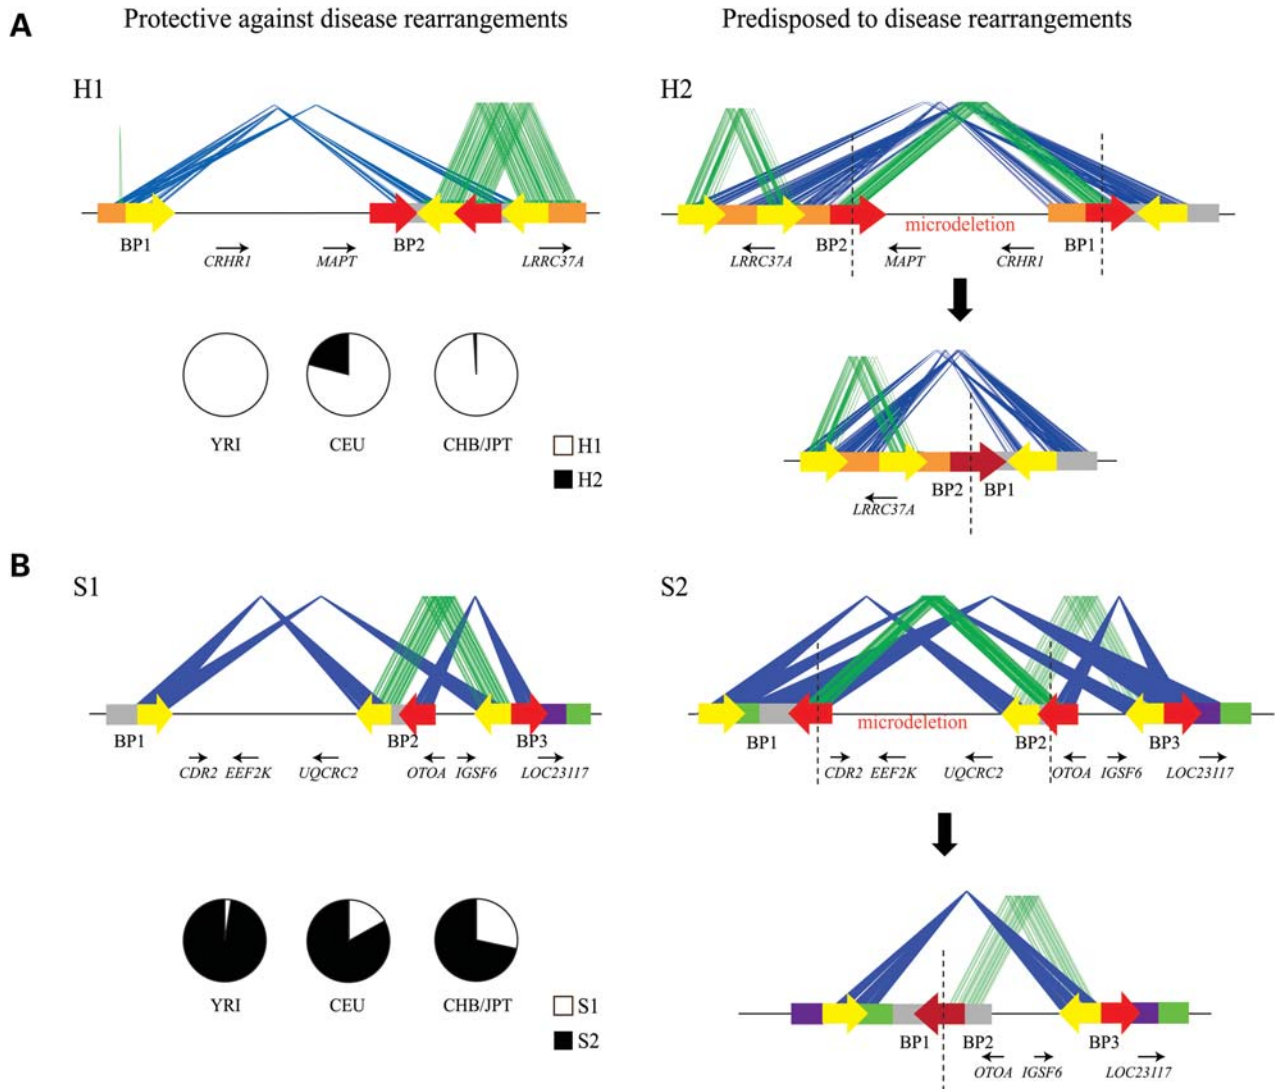 A
Protective against disease rearrangements
Predisposed to disease rearrangements
H1
BP1
BP2
CRHR1
MAPT
LRRC37A
H2
microdeletion
BP2
BP1
LRRC37A
MAPT
CRHR1
YRI
CEU
CHB/JPT
H1
H2
BP2
BP1
LRRC37A
B
S1
BP1
BP2
BP3
CDR2
EEF2K
UQCRC2
OTOA
IGSF6
LOC23117
S2
microdeletion
BP1
BP2
BP3
CDR2
EEF2K
UQCRC2
OTOA
IGSF6
LOC23117
YRI
CEU
CHB/JPT
S1
S2
BP1
BP2
BP3
OTOA
IGSF6
LOC23117